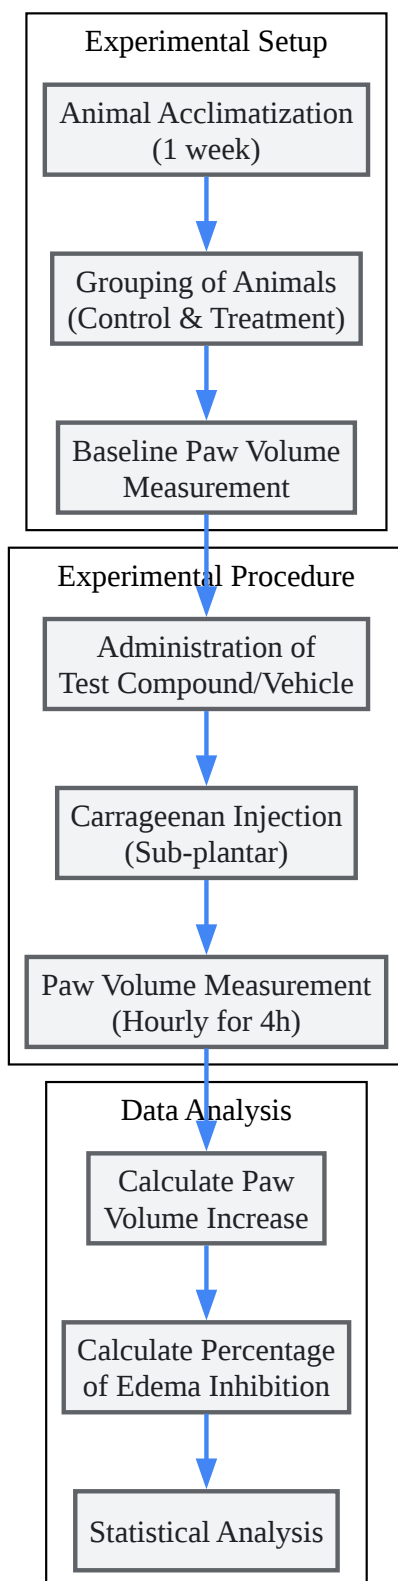 Experimental Setup
Animal Acclimatization
(1 week)
Grouping of Animals
(Control & Treatment)
Baseline Paw Volume
Measurement
Experimental Procedure
Administration of
Test Compound/Vehicle
Carrageenan Injection
(Sub-plantar)
Paw Volume Measurement
(Hourly for 4h)
Data Analysis
Calculate Paw
Volume Increase
Calculate Percentage
of Edema Inhibition
Statistical Analysis